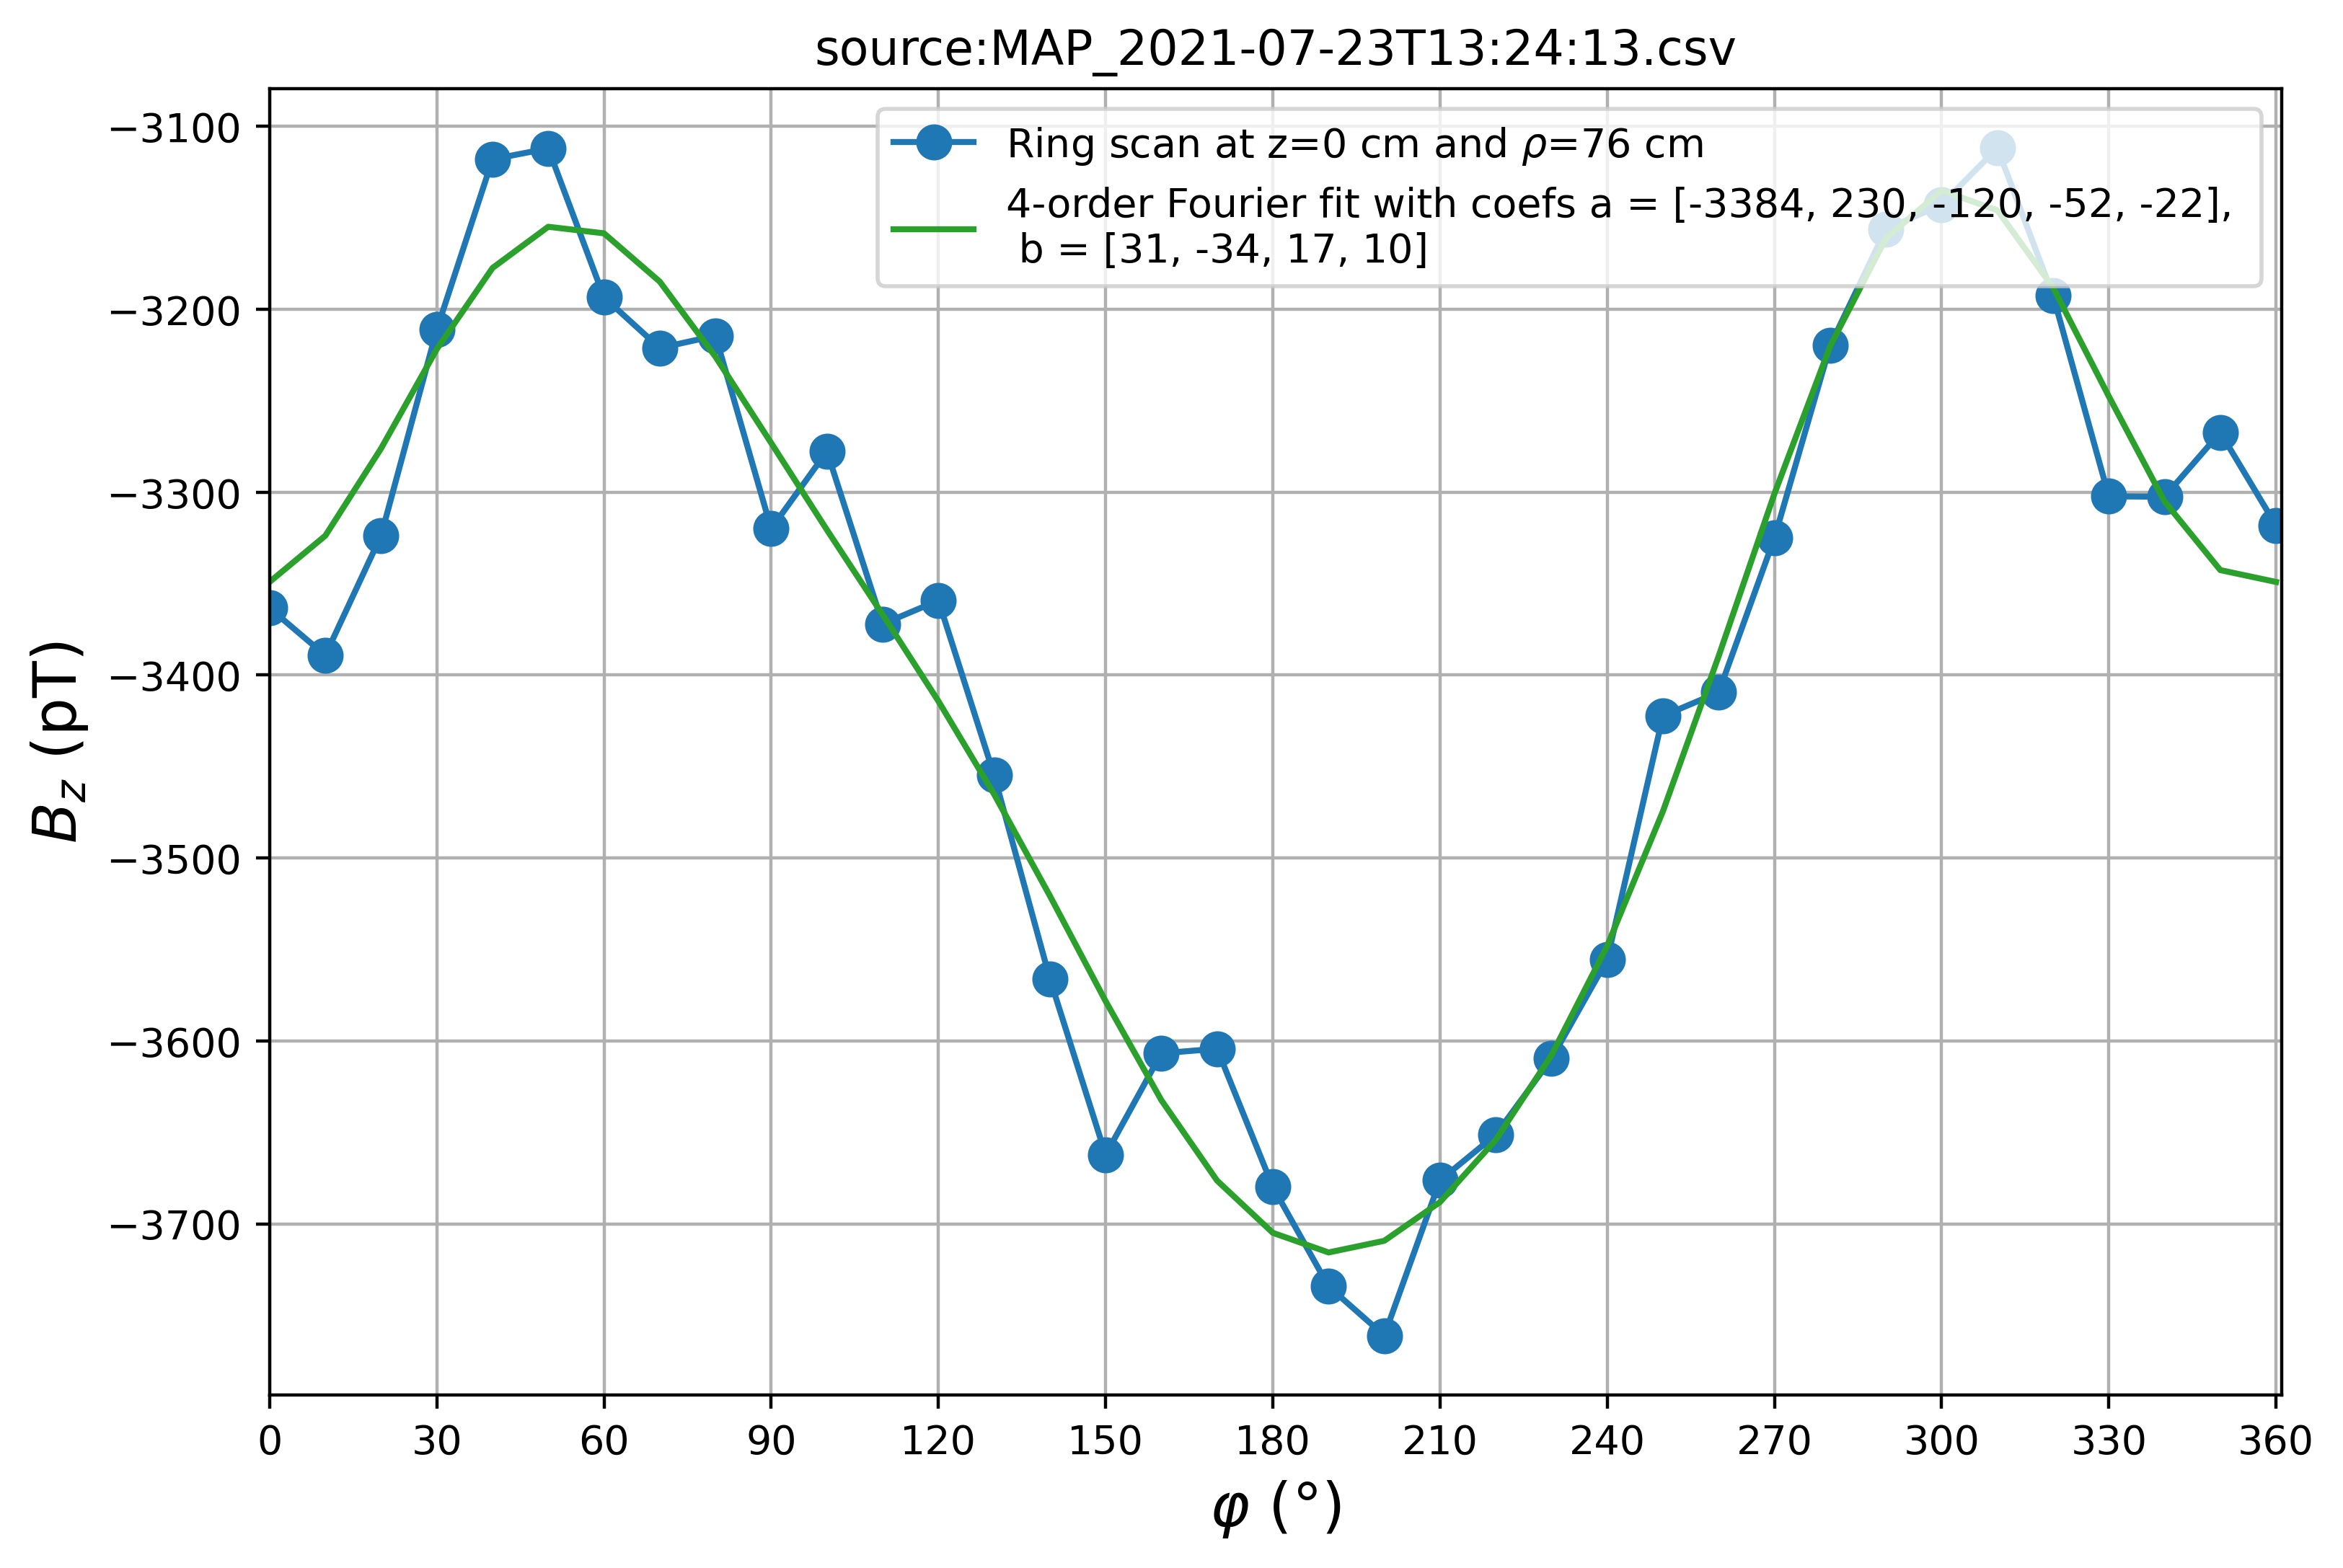 source:MAP_2021-07-23T13:24:13.csv
Ring scan at z=0 cm and ρ=76 cm
4-order Fourier fit with coefs a = [-3384, 230, -120, -52, -22],
b = [31, -34, 17, 10]
−3100
−3200
−3300
−3400
−3500
−3600
−3700
B_z (pT)
0 30 60 90 120 150 180 210 240 270 300 330 360
φ (°)